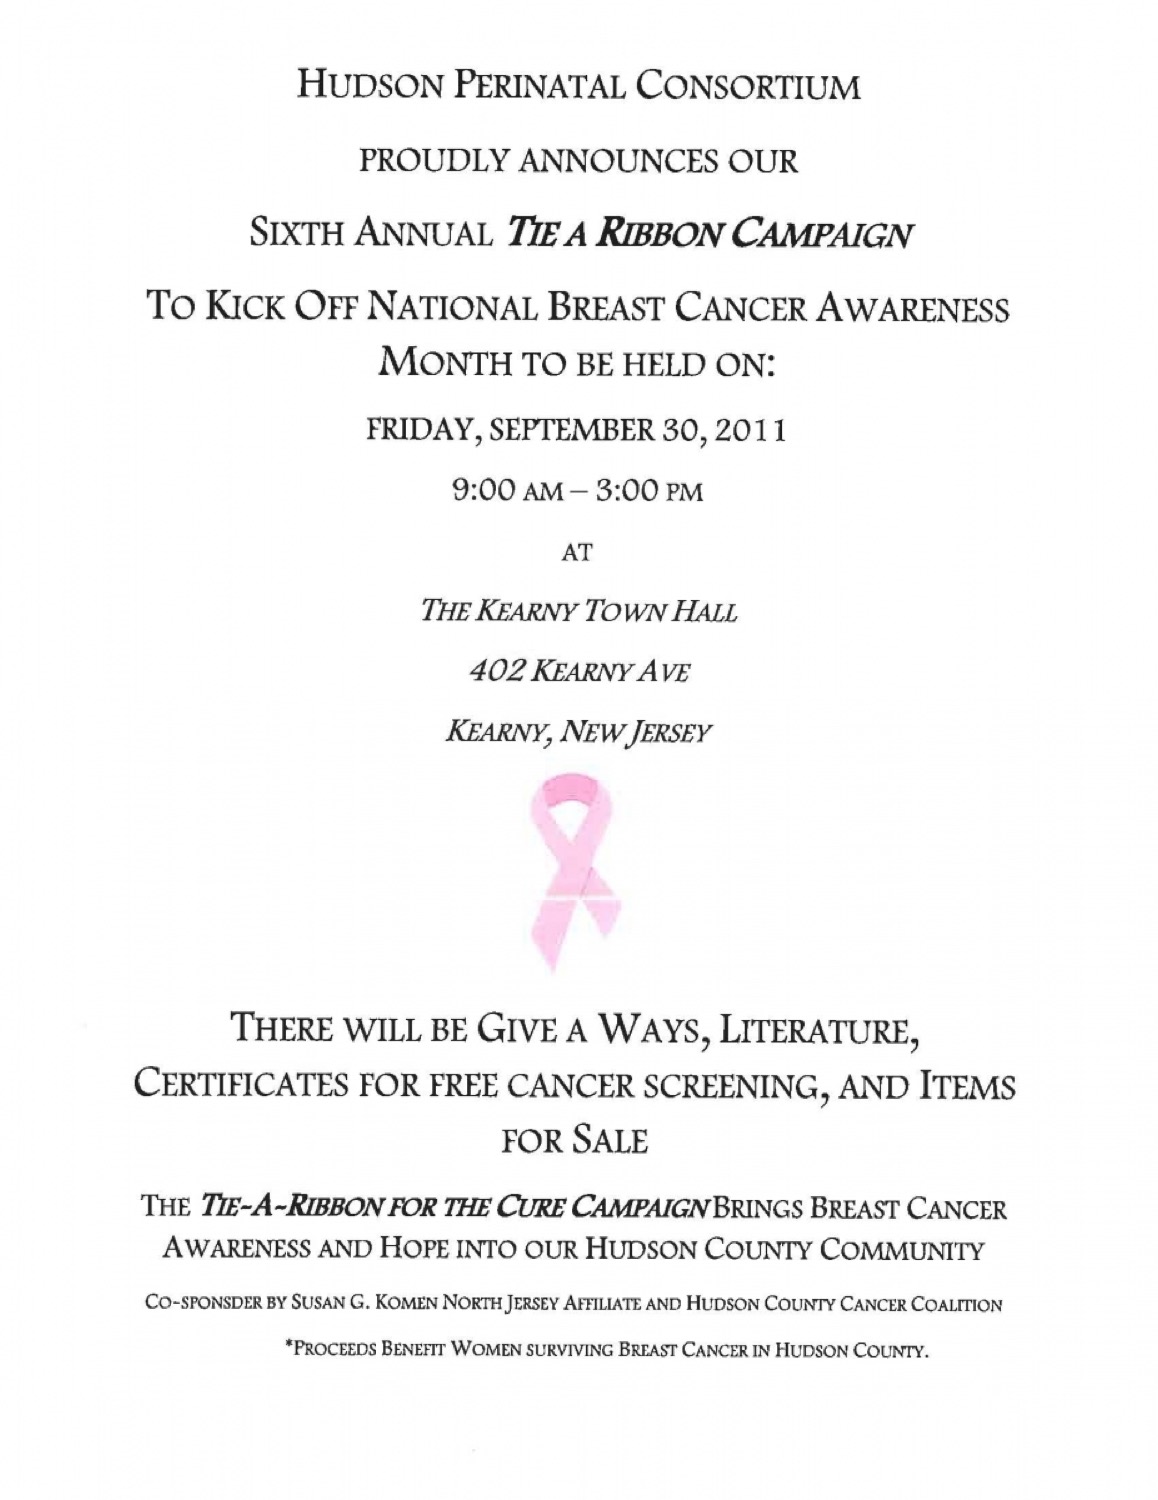 HUDSON PERINATAL CONSORTIUM
PROUDLY ANNOUNCES OUR
SIXTH ANNUAL TIE A RIBBON CAMPAIGN
TO KICK OFF NATIONAL BREAST CANCER AWARENESS
MONTH TO BE HELD ON:
FRIDAY, SEPTEMBER 30, 2011
9:00 AM – 3:00 PM
AT
THE KEARNY TOWN HALL
402 KEARNY AVE
KEARNY, NEW JERSEY
THERE WILL BE GIVE A WAYS, LITERATURE,
CERTIFICATES FOR FREE CANCER SCREENING, AND ITEMS
FOR SALE
THE TIE-A-RIBBON FOR THE CURE CAMPAIGN BRINGS BREAST CANCER
AWARENESS AND HOPE INTO OUR HUDSON COUNTY COMMUNITY
CO-SPONSDER BY SUSAN G. KOMEN NORTH JERSEY AFFILIATE AND HUDSON COUNTY CANCER COALITION
*PROCEEDS BENEFIT WOMEN SURVIVING BREAST CANCER IN HUDSON COUNTY.